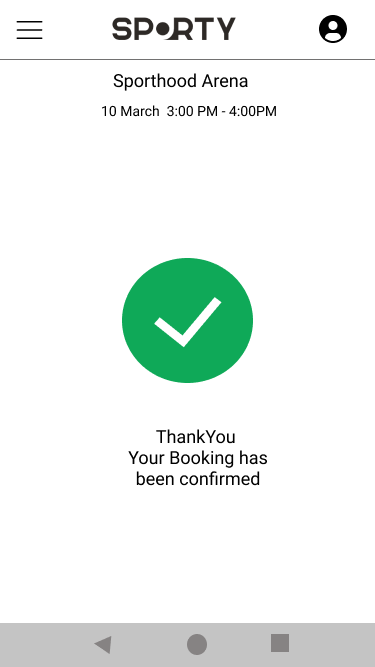 SPORTY
Sporthood Arena
10 March 3:00 PM - 4:00PM
ThankYou
Your Booking has
been confirmed